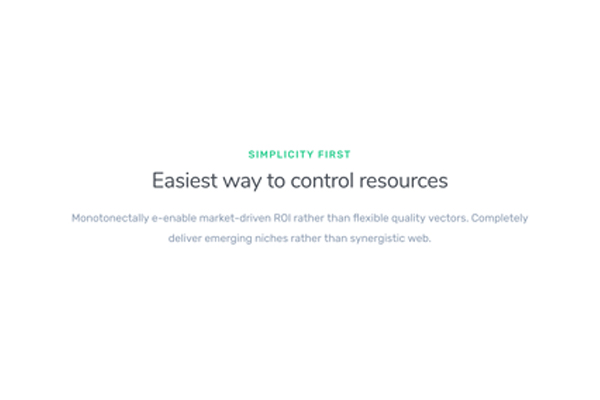 SIMPLICITY FIRST
Easiest way to control resources
Monotonectally e-enable market-driven ROI rather than flexible quality vectors. Completely
deliver emerging niches rather than synergistic web.